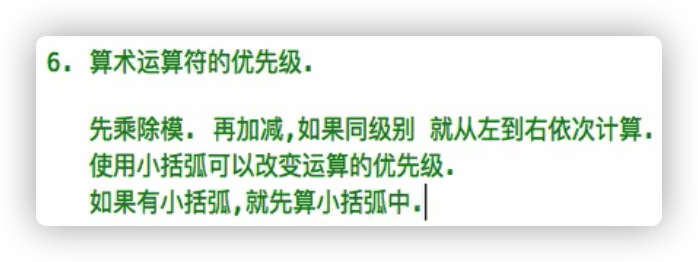 6. 算术运算符的优先级.
先乘除模. 再加减,如果同级别 就从左到右依次计算.
使用小括弧可以改变运算的优先级.
如果有小括弧,就先算小括弧中.